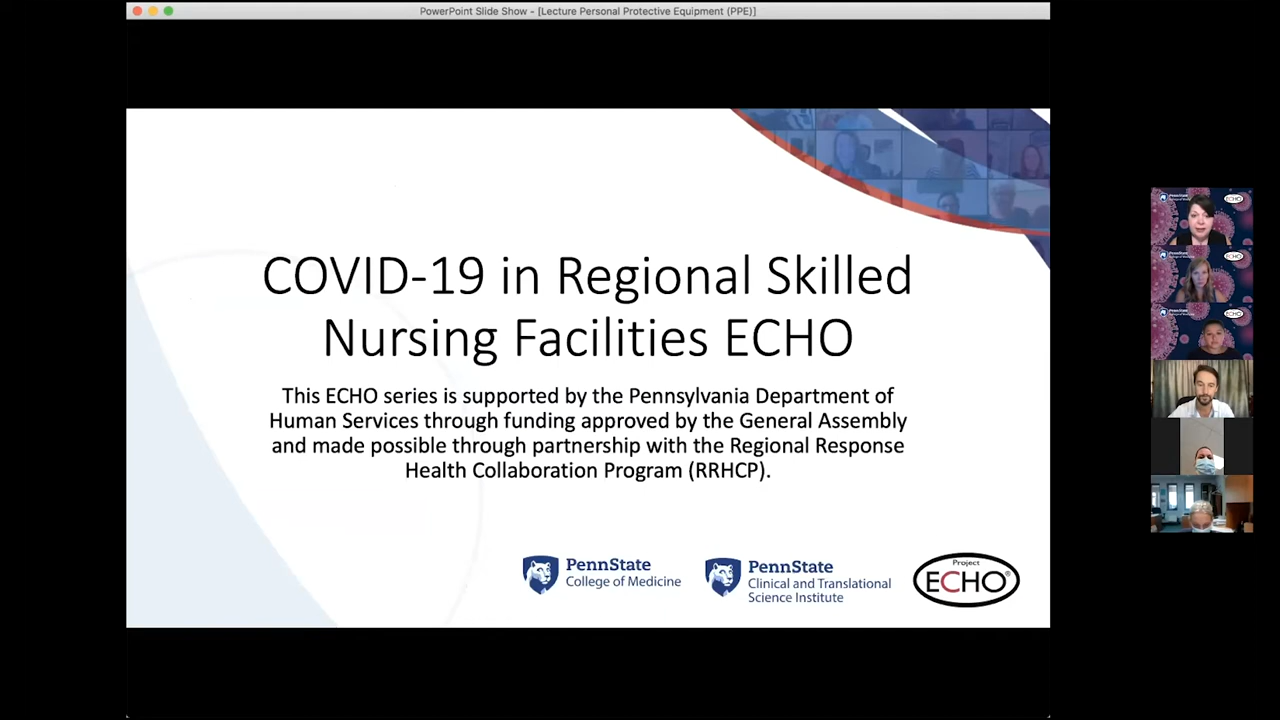 PowerPoint Slide Show - [Lecture Personal Protective Equipment (PPE)]
COVID-19 in Regional Skilled
Nursing Facilities ECHO
This ECHO series is supported by the Pennsylvania Department of
Human Services through funding approved by the General Assembly
and made possible through partnership with the Regional Response
Health Collaboration Program (RRHCP).
PennState
College of Medicine
PennState
Clinical and Translational
Science Institute
Project
ECHO®